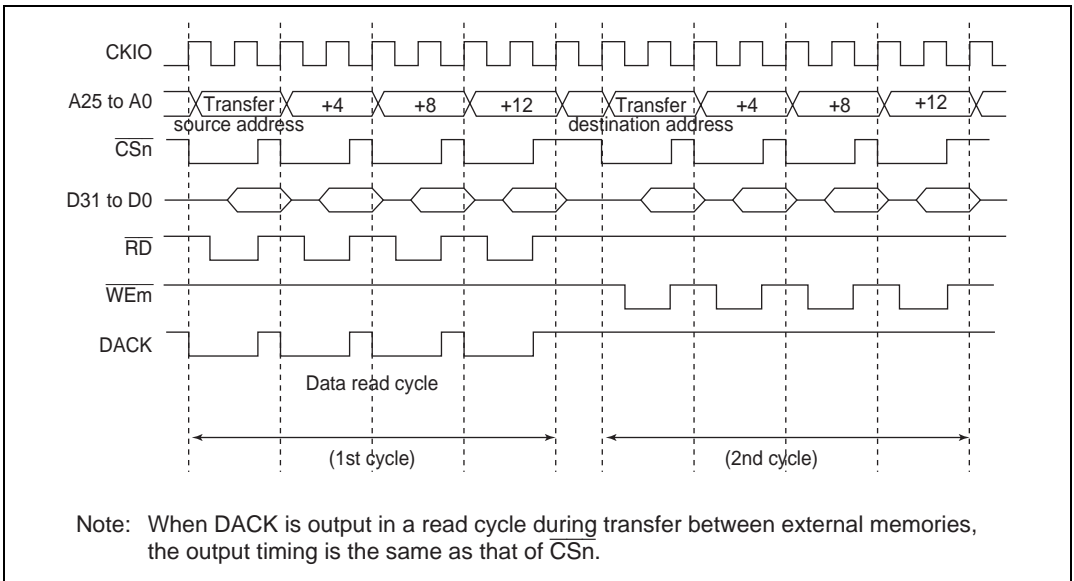 CKIO
A25 to A0
Transfer +4 +8 +12 Transfer +4 +8 +12
source address destination address
CSn
D31 to D0
RD
WEm
DACK
Data read cycle
(1st cycle) (2nd cycle)
Note: When DACK is output in a read cycle during transfer between external memories,
the output timing is the same as that of CSn.